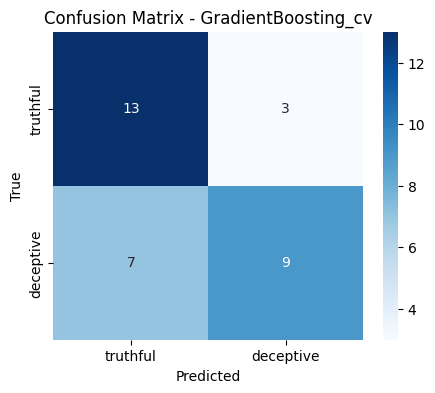 Confusion Matrix - GradientBoosting_cv
truthful
deceptive
True
13
3
7
9
truthful
deceptive
Predicted
12
10
8
6
4